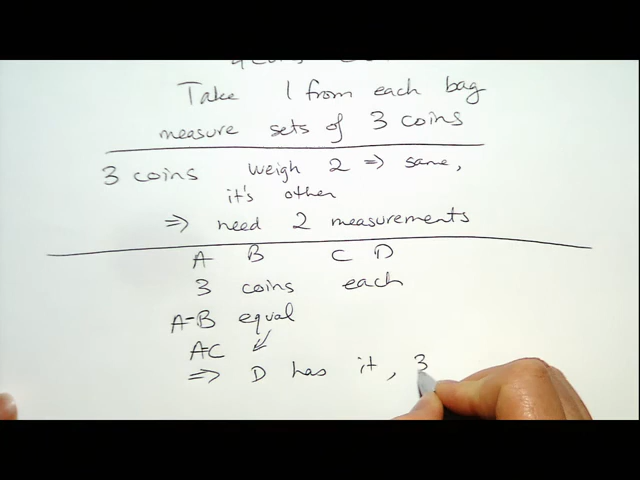 Take 1 from each bag
measure sets of 3 coins
3 coins weigh 2 ⇒ same,
it's other
⇒ need 2 measurements
A B C D
3 coins each
A-B equal
A-C ↙
⇒ D has it, 3